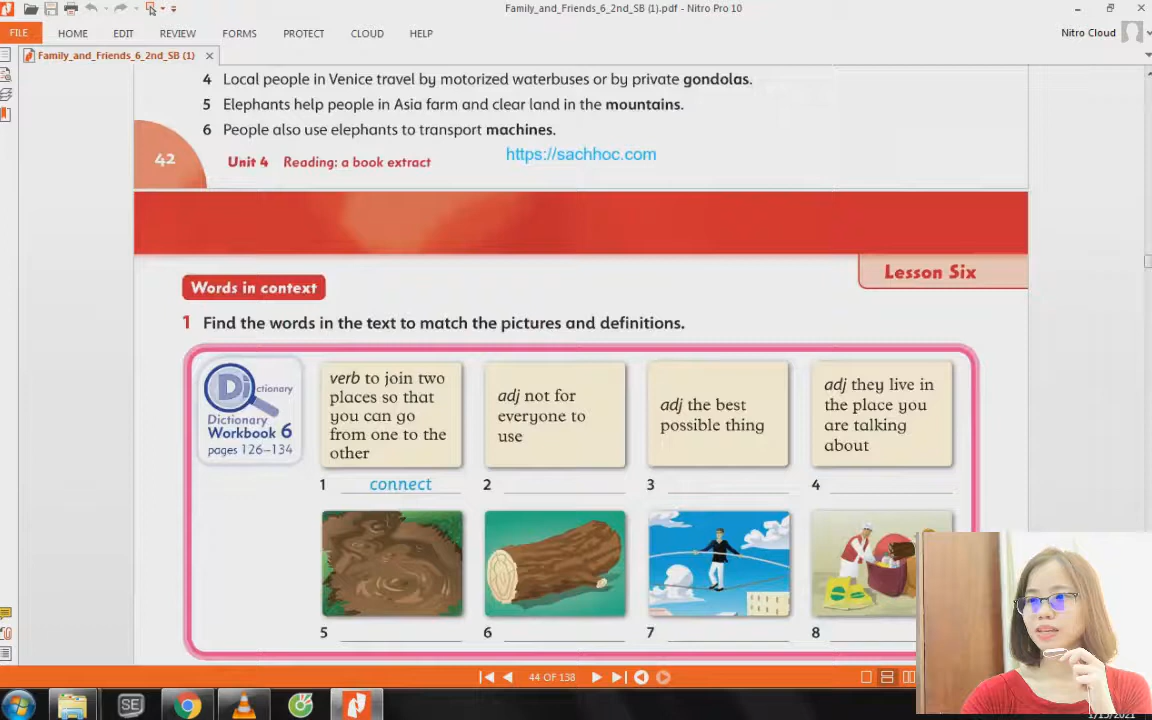 Family_and_Friends_6_2nd_SB (1).pdf - Nitro Pro 10
FILE HOME EDIT REVIEW FORMS PROTECT CLOUD HELP
Nitro Cloud
Family_and_Friends_6_2nd_SB (1)
4 Local people in Venice travel by motorized waterbuses or by private gondolas.
5 Elephants help people in Asia farm and clear land in the mountains.
6 People also use elephants to transport machines.
https://sachhoc.com
42 Unit 4 Reading: a book extract
Lesson Six
Words in context
1 Find the words in the text to match the pictures and definitions.
Dictionary
Dictionary
Workbook 6
pages 126–134
verb to join two
places so that
you can go
from one to the
other
adj not for
everyone to
use
adj the best
possible thing
adj they live in
the place you
are talking
about
1 connect
2
3
4
5
6
7
8
44 OF 138
SE